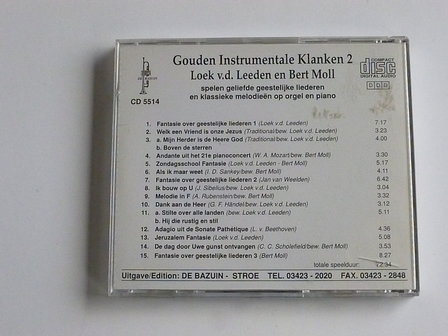 Gouden Instrumentale Klanken 2
Loek v.d. Leeden en Bert Moll
COMPACT
disc
DIGITAL AUDIO
spelen geliefde geestelijke liederen
en klassieke melodieën op orgel en piano
DDD
CD 5514
1. Fantasie over geestelijke liederen 1 (Loek v.d. Leeden) 7.17
2. Welk een Vriend is onze Jezus (Traditional/bew. Loek v.d. Leeden) 3.23
3. a. Mijn Herder is de Heere God (Traditional/bew. Loek v.d. Leeden) 4.00
b. Boven de sterren
4. Andante uit het 21e pianoconcert (W. A. Mozart/bew. Bert Moll) 3.30
5. Zondagsschool Fantasie (Loek v.d. Leeden - Bert Moll) 5.17
6. Als ik maar weet (I. D. Sankey/bew. Bert Moll) 4.11
7. Fantasie over geestelijke liederen 2 (Jan van Weelden) 6.42
8. Ik bouw op U (J. Sibelius/bew. Loek v.d. Leeden) 3.13
9. Melodie in F (A. Rubenstein/bew. Bert Moll) 3.31
10. Dank aan de Heer (G. F. Händel/bew. Loek v.d. Leeden) 3.12
11. a. Stilte over alle landen (bew. Loek v.d. Leeden) 5.11
b. Hij die rustig en stil
12. Adagio uit de Sonate Pathétique (L. v. Beethoven) 4.36
13. Jeruzalem Fantasie (Loek v.d. Leeden) 5.08
14. De dag door Uwe gunst ontvangen (C. C. Scholefield/bew. Bert Moll) 3.53
15. Fantasie over geestelijke liederen 3 (Bert Moll) 8.27
totale speelduur:
Uitgave/Edition: DE BAZUIN - STROE TEL. 03423 - 2020 FAX. 03423 - 2848